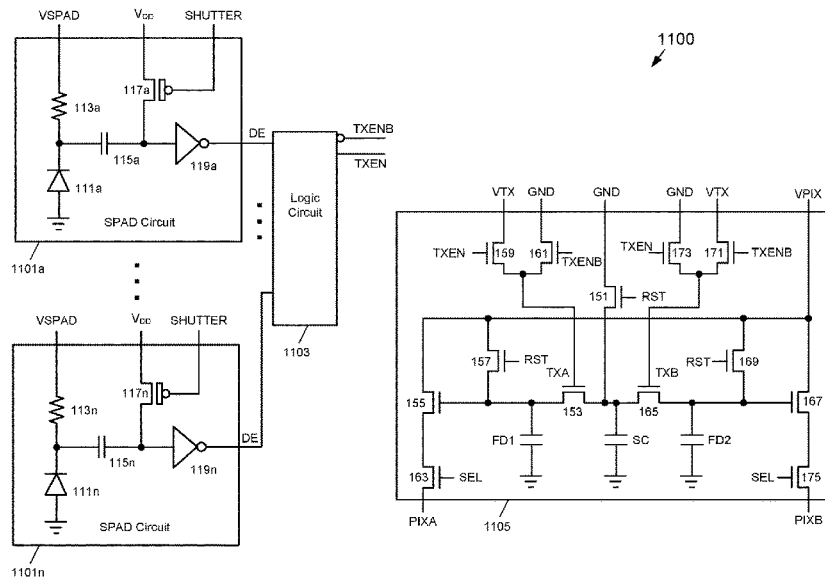 VSPAD
VDD
SHUTTER
117a
113a
115a
119a
111a
SPAD Circuit
1101a
DE
Logic
Circuit
1103
TXENB
TXEN
VSPAD
VDD
SHUTTER
117n
113n
115n
119n
111n
SPAD Circuit
1101n
DE
1100
VTX
GND
GND
GND
VTX
VPIX
TXEN
159
161
TXENB
TXEN
173
171
TXENB
151
RST
157
RST
TXA
TXB
RST
169
155
153
165
167
FD1
SC
FD2
163
SEL
SEL
175
PIXA
1105
PIXB